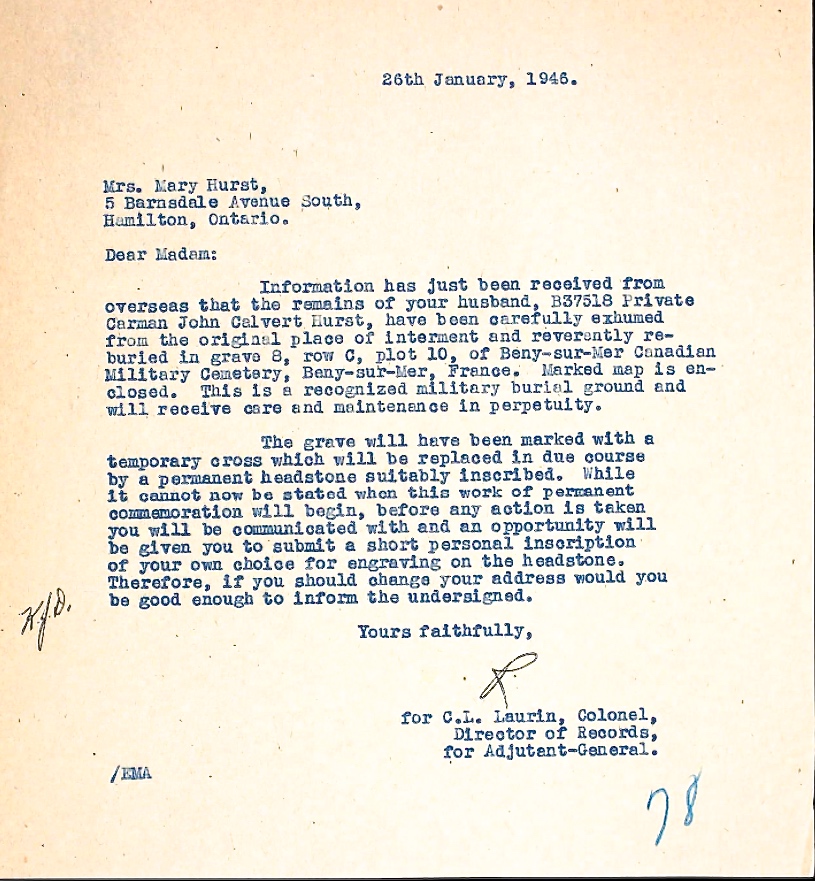 26th January, 1946.
Mrs. Mary Hurst,
5 Barnsdale Avenue South,
Hamilton, Ontario.
Dear Madam:
Information has just been received from
overseas that the remains of your husband, B37518 Private
Carman John Calvert Hurst, have been carefully exhumed
from the original place of interment and reverently re-
buried in grave 8, row C, plot 10, of Beny-sur-Mer Canadian
Military Cemetery, Beny-sur-Mer, France. Marked map is en-
closed. This is a recognized military burial ground and
will receive care and maintenance in perpetuity.
The grave will have been marked with a
temporary cross which will be replaced in due course
by a permanent headstone suitably inscribed. While
it cannot now be stated when this work of permanent
commemoration will begin, before any action is taken
you will be communicated with and an opportunity will
be given you to submit a short personal inscription
of your own choice for engraving on the headstone.
Therefore, if you should change your address would you
be good enough to inform the undersigned.
K.J.D.
Yours faithfully,
for C.L. Laurin, Colonel,
Director of Records,
for Adjutant-General.
/EMA
78